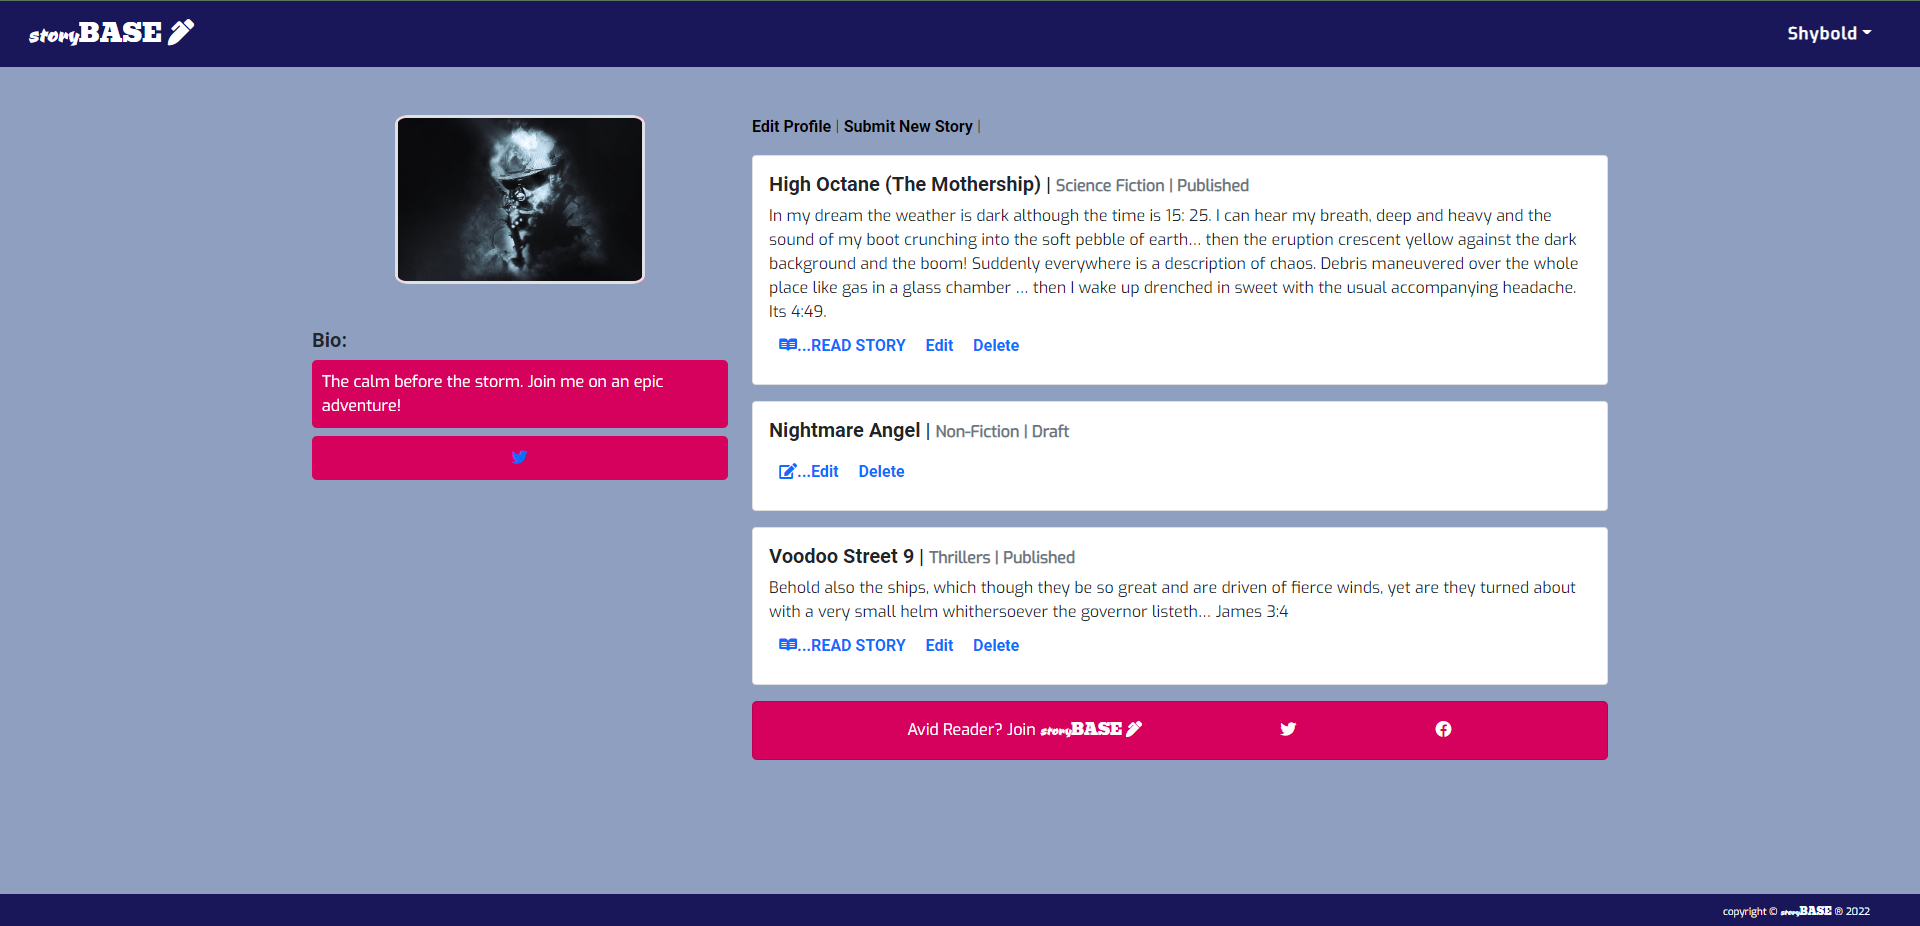 storyBASE
Shybold
Edit Profile | Submit New Story |
High Octane (The Mothership) | Science Fiction | Published
In my dream the weather is dark although the time is 15: 25. I can hear my breath, deep and heavy and the
sound of my boot crunching into the soft pebble of earth... then the eruption crescent yellow against the dark
background and the boom! Suddenly everywhere is a description of chaos. Debris maneuvered over the whole
place like gas in a glass chamber ... then I wake up drenched in sweet with the usual accompanying headache.
Its 4:49.
...READ STORY Edit Delete
Bio:
The calm before the storm. Join me on an epic
adventure!
Nightmare Angel | Non-Fiction | Draft
...Edit Delete
Voodoo Street 9 | Thrillers | Published
Behold also the ships, which though they be so great and are driven of fierce winds, yet are they turned about
with a very small helm whithersoever the governor listeth... James 3:4
...READ STORY Edit Delete
Avid Reader? Join storyBASE
copyright © storyBASE ® 2022